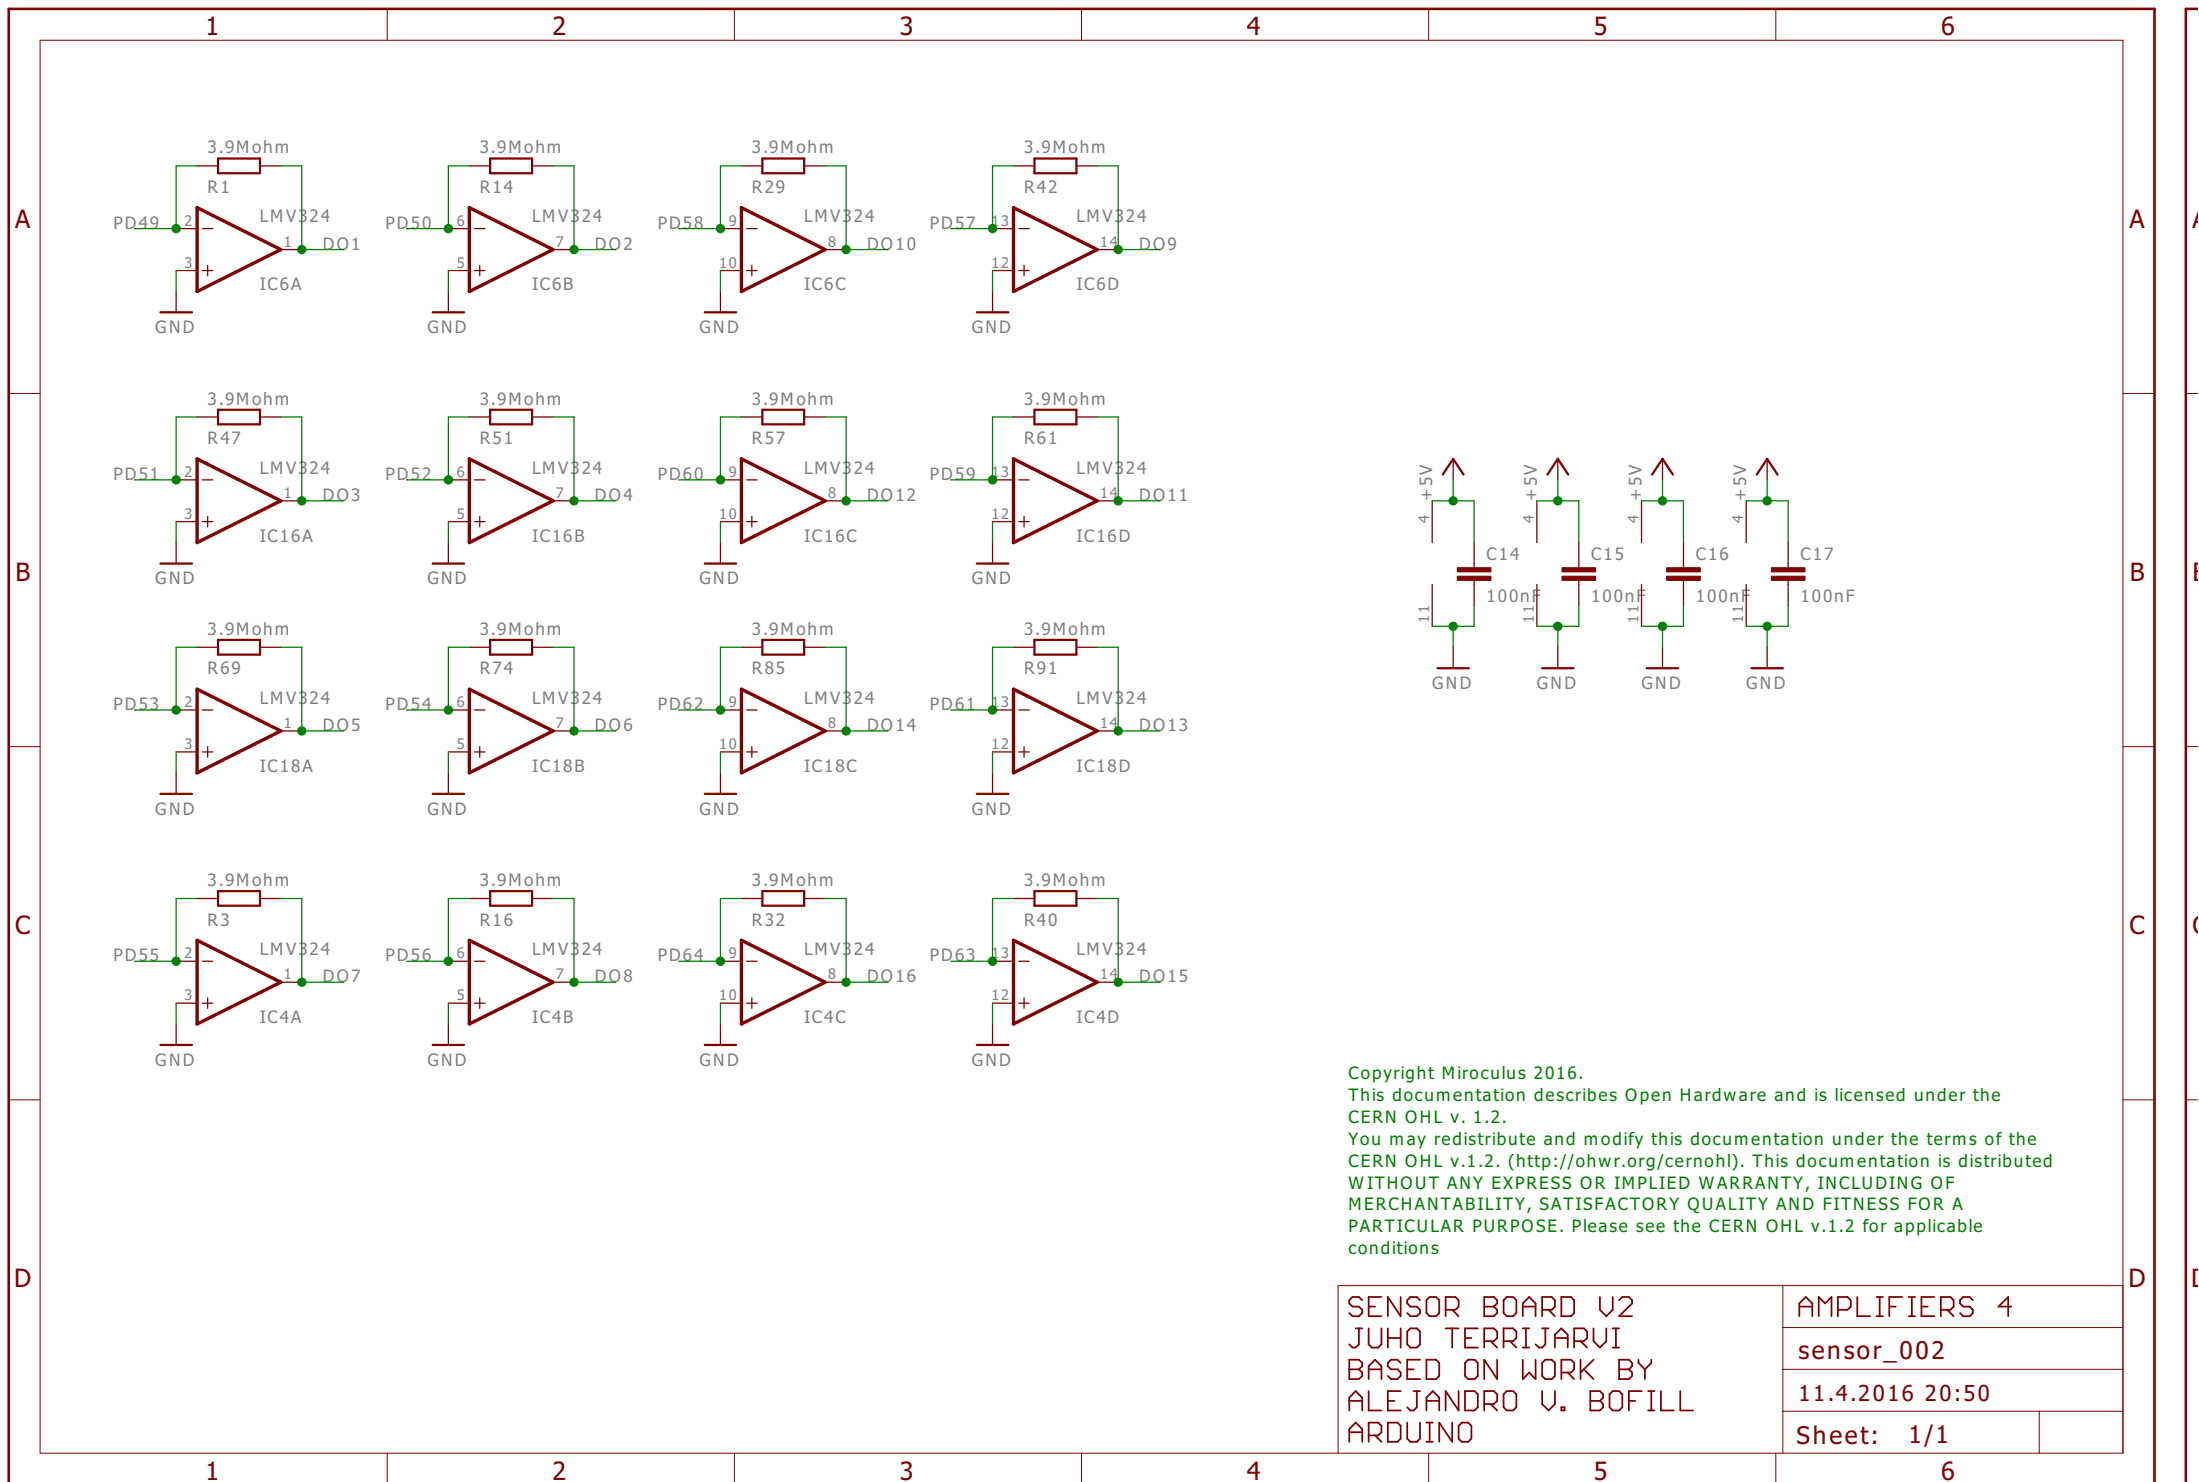 1 2 3 4 5 6
3.9Mohm 3.9Mohm 3.9Mohm 3.9Mohm
R1 R14 R29 R42
A PD49 2 LMV324 PD50 6 LMV324 PD58 9 LMV324 PD57 13 LMV324 A
1 DO1 7 DO2 8 DO10 14 DO9
3 5 10 12
IC6A IC6B IC6C IC6D
GND GND GND GND
3.9Mohm 3.9Mohm 3.9Mohm 3.9Mohm
R47 R51 R57 R61
PD51 2 LMV324 PD52 6 LMV324 PD60 9 LMV324 PD59 13 LMV324
+5V +5V +5V +5V
1 DO3 7 DO4 8 DO12 14 DO11
3 5 10 12 4 4 4 4
IC16A IC16B IC16C IC16D
C14 C15 C16 C17
B GND GND GND GND B
100nF 100nF 100nF 100nF
11 11 11 11
3.9Mohm 3.9Mohm 3.9Mohm 3.9Mohm
R69 R74 R85 R91
GND GND GND GND
PD53 2 LMV324 PD54 6 LMV324 PD62 9 LMV324 PD61 13 LMV324
1 DO5 7 DO6 8 DO14 14 DO13
3 5 10 12
IC18A IC18B IC18C IC18D
GND GND GND GND
3.9Mohm 3.9Mohm 3.9Mohm 3.9Mohm
C R3 R16 R32 R40 C
PD55 2 LMV324 PD56 6 LMV324 PD64 9 LMV324 PD63 13 LMV324
1 DO7 7 DO8 8 DO16 14 DO15
3 5 10 12
IC4A IC4B IC4C IC4D
GND GND GND GND
Copyright Miroculus 2016.
This documentation describes Open Hardware and is licensed under the
CERN OHL v. 1.2.
You may redistribute and modify this documentation under the terms of the
CERN OHL v.1.2. (http://ohwr.org/cernohl). This documentation is distributed
WITHOUT ANY EXPRESS OR IMPLIED WARRANTY, INCLUDING OF
MERCHANTABILITY, SATISFACTORY QUALITY AND FITNESS FOR A
PARTICULAR PURPOSE. Please see the CERN OHL v.1.2 for applicable
conditions
D D
SENSOR BOARD V2
JUHO TERRIJARVI
BASED ON WORK BY
ALEJANDRO V. BOFILL
ARDUINO
AMPLIFIERS 4
sensor_002
11.4.2016 20:50
Sheet: 1/1
1 2 3 4 5 6